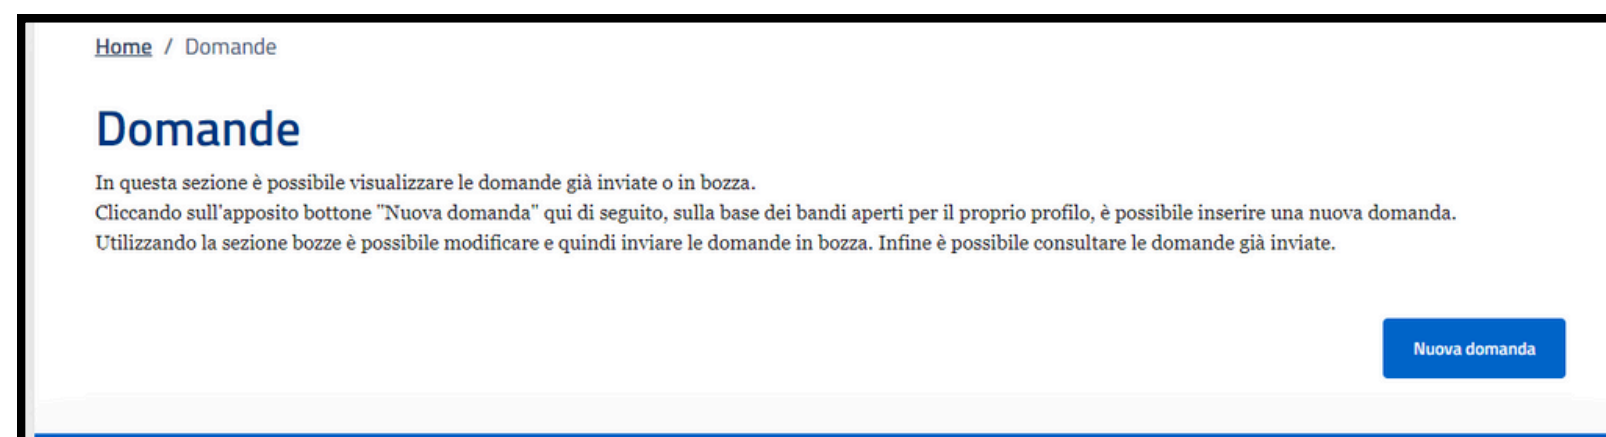 Home / Domande
Domande
In questa sezione è possibile visualizzare le domande già inviate o in bozza.
Cliccando sull'apposito bottone "Nuova domanda" qui di seguito, sulla base dei bandi aperti per il proprio profilo, è possibile inserire una nuova domanda.
Utilizzando la sezione bozze è possibile modificare e quindi inviare le domande in bozza. Infine è possibile consultare le domande già inviate.
Nuova domanda